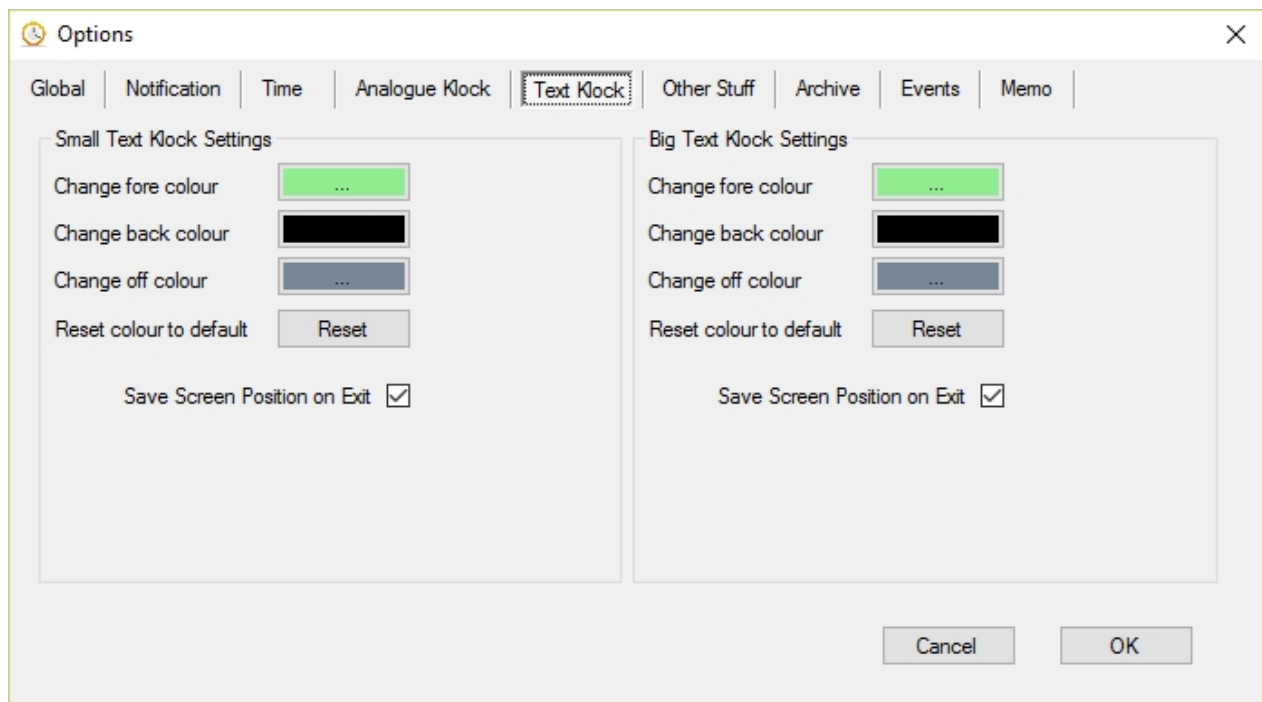 Options
Global Notification Time Analogue Klock Text Klock Other Stuff Archive Events Memo
Small Text Klock Settings
Change fore colour ...
Change back colour
Change off colour ...
Reset colour to default Reset
Save Screen Position on Exit
Big Text Klock Settings
Change fore colour ...
Change back colour
Change off colour ...
Reset colour to default Reset
Save Screen Position on Exit
Cancel OK